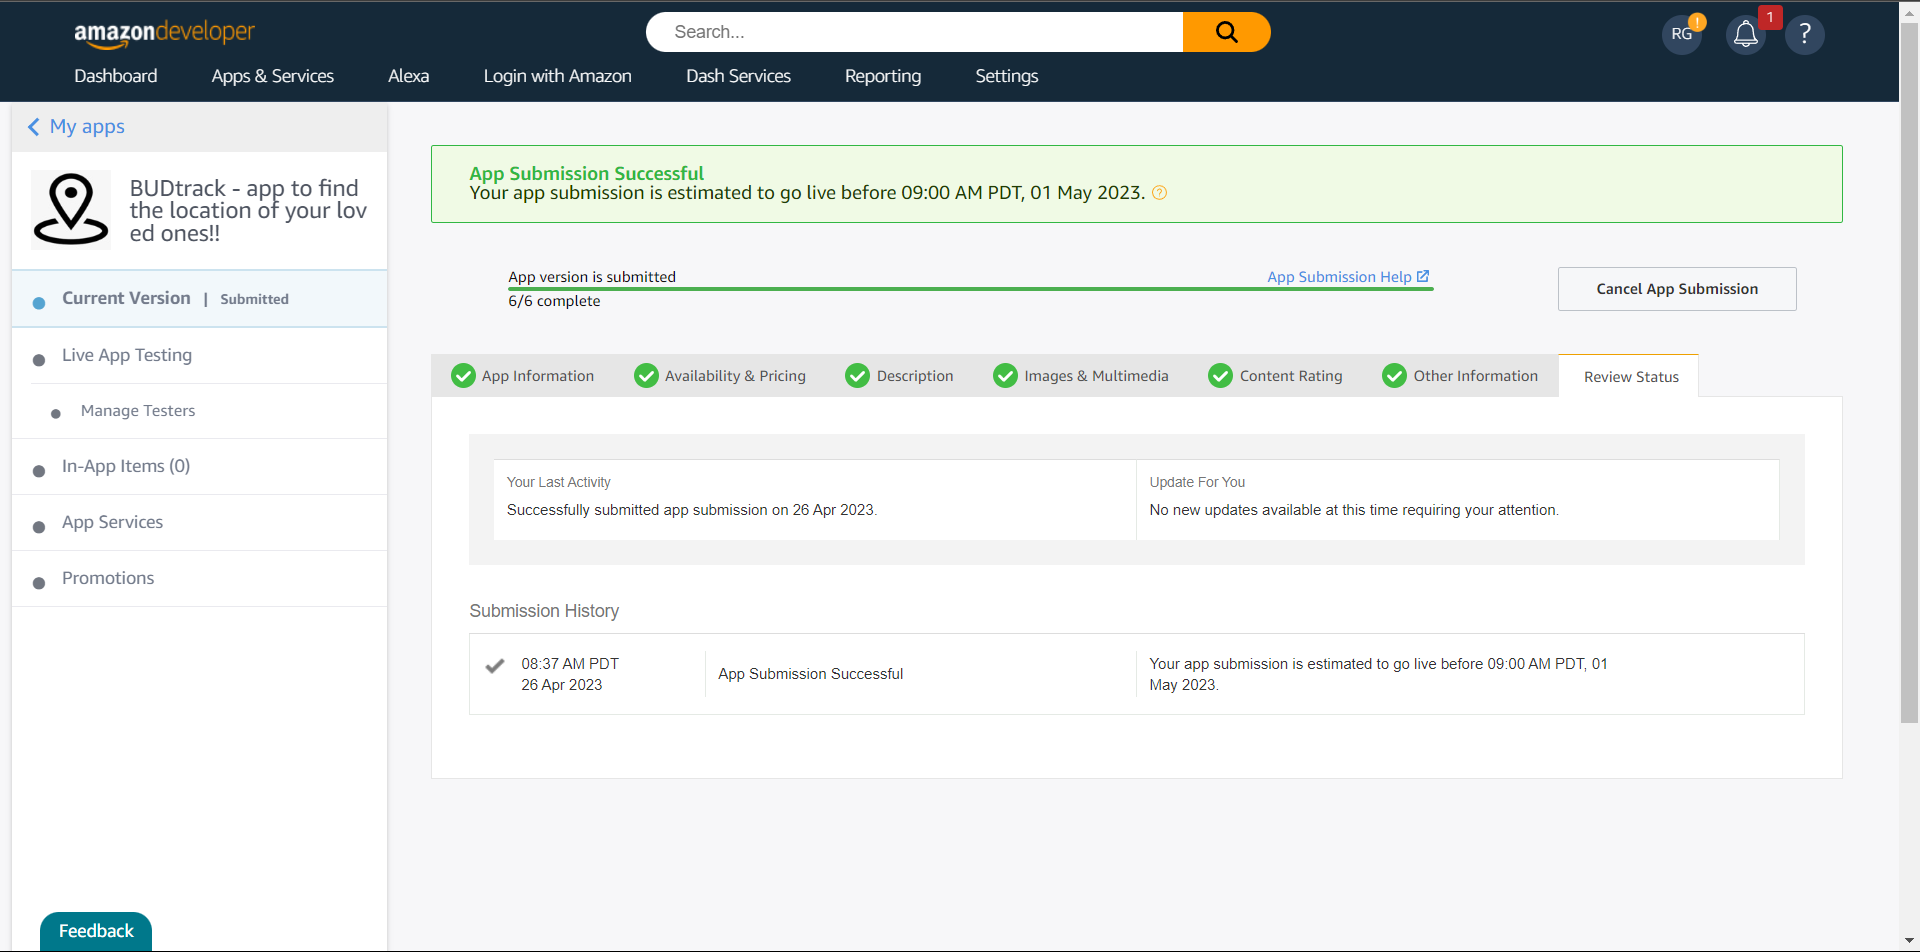 amazondeveloper
Search...
RG
!
1
?
Dashboard
Apps & Services
Alexa
Login with Amazon
Dash Services
Reporting
Settings
My apps
BUDtrack - app to find
the location of your lov
ed ones!!
Current Version | Submitted
Live App Testing
Manage Testers
In-App Items (0)
App Services
Promotions
Feedback
App Submission Successful
Your app submission is estimated to go live before 09:00 AM PDT, 01 May 2023. ?
App version is submitted
App Submission Help
6/6 complete
Cancel App Submission
App Information
Availability & Pricing
Description
Images & Multimedia
Content Rating
Other Information
Review Status
Your Last Activity
Successfully submitted app submission on 26 Apr 2023.
Update For You
No new updates available at this time requiring your attention.
Submission History
08:37 AM PDT
26 Apr 2023
App Submission Successful
Your app submission is estimated to go live before 09:00 AM PDT, 01
May 2023.